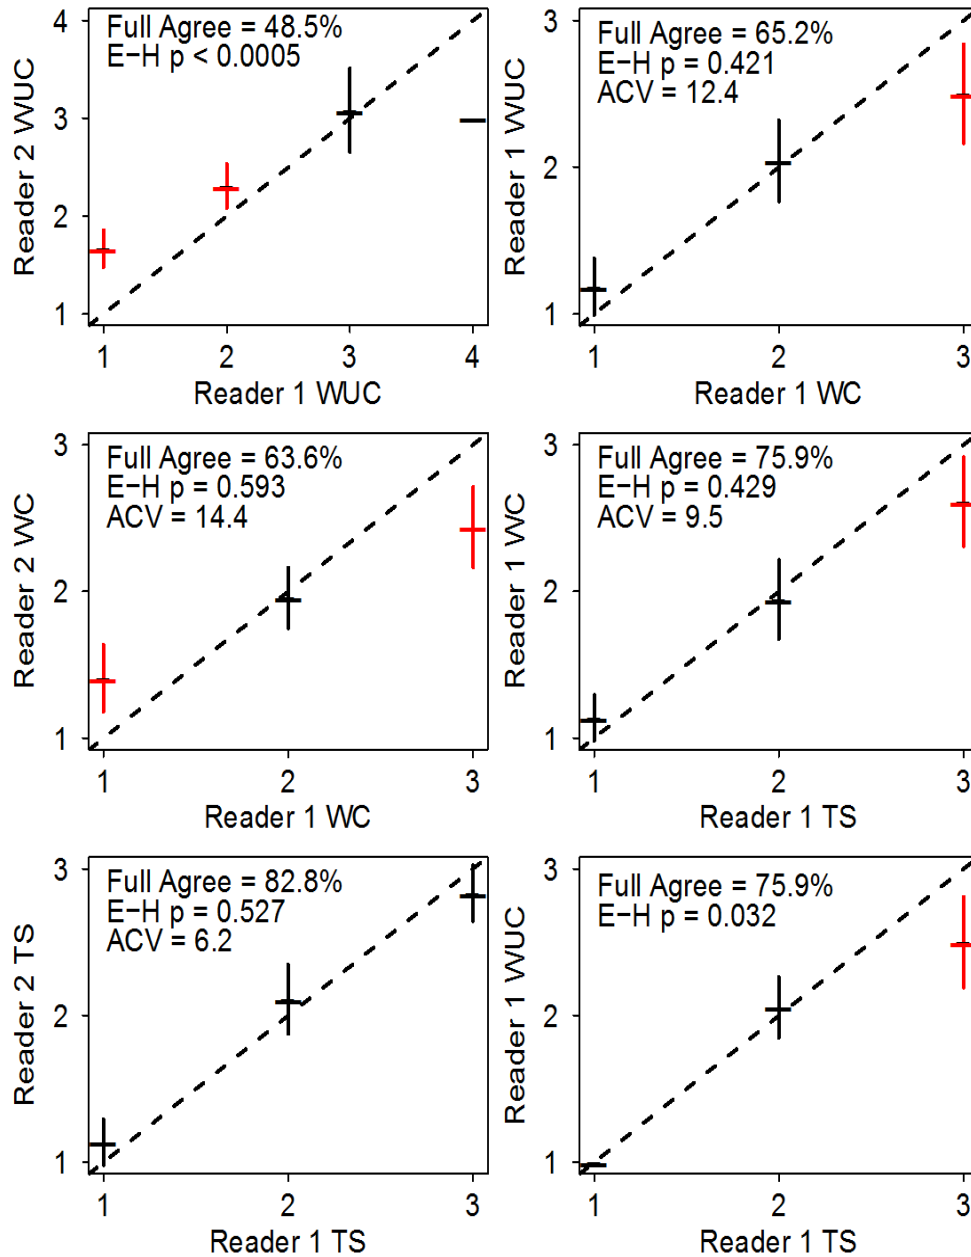 Full Agree = 48.5%
E−H p < 0.0005
4
3
2
1
Reader 2 WUC
1 2 3 4
Reader 1 WUC
Full Agree = 65.2%
E−H p = 0.421
ACV = 12.4
3
2
1
Reader 1 WUC
1 2 3
Reader 1 WC
Full Agree = 63.6%
E−H p = 0.593
ACV = 14.4
3
2
1
Reader 2 WC
1 2 3
Reader 1 WC
Full Agree = 75.9%
E−H p = 0.429
ACV = 9.5
3
2
1
Reader 1 WC
1 2 3
Reader 1 TS
Full Agree = 82.8%
E−H p = 0.527
ACV = 6.2
3
2
1
Reader 2 TS
1 2 3
Reader 1 TS
Full Agree = 75.9%
E−H p = 0.032
3
2
1
Reader 1 WUC
1 2 3
Reader 1 TS